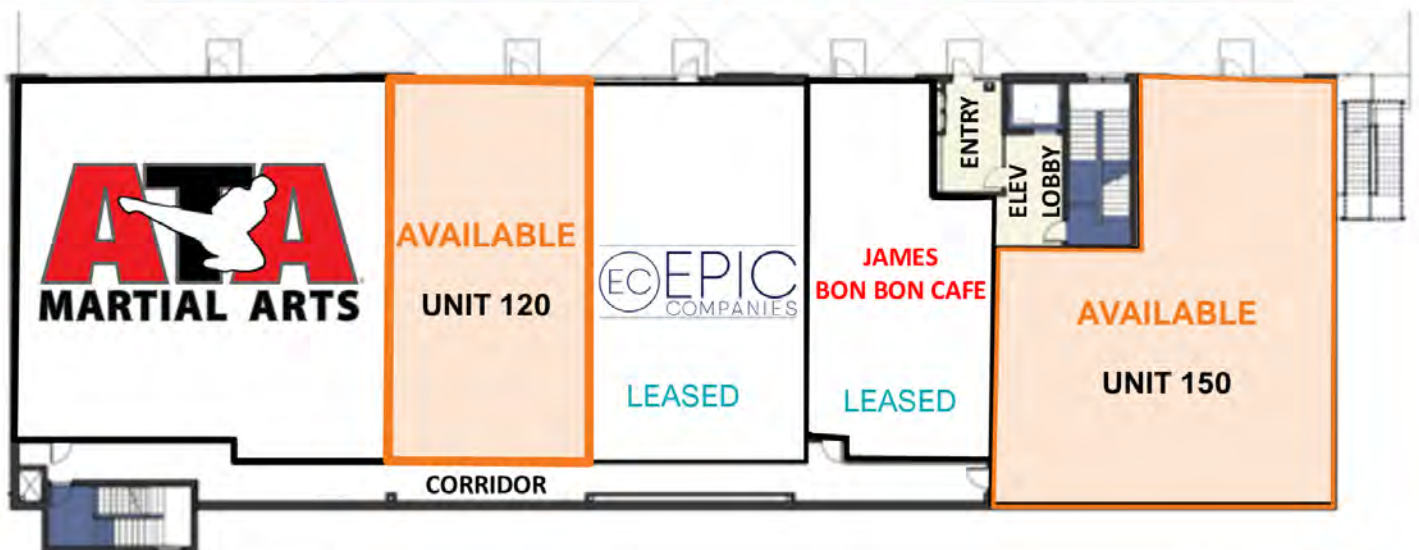 ATA
MARTIAL ARTS
AVAILABLE
UNIT 120
EC EPIC
COMPANIES
LEASED
JAMES
BON BON CAFE
LEASED
ENTRY
ELEV
LOBBY
AVAILABLE
UNIT 150
CORRIDOR